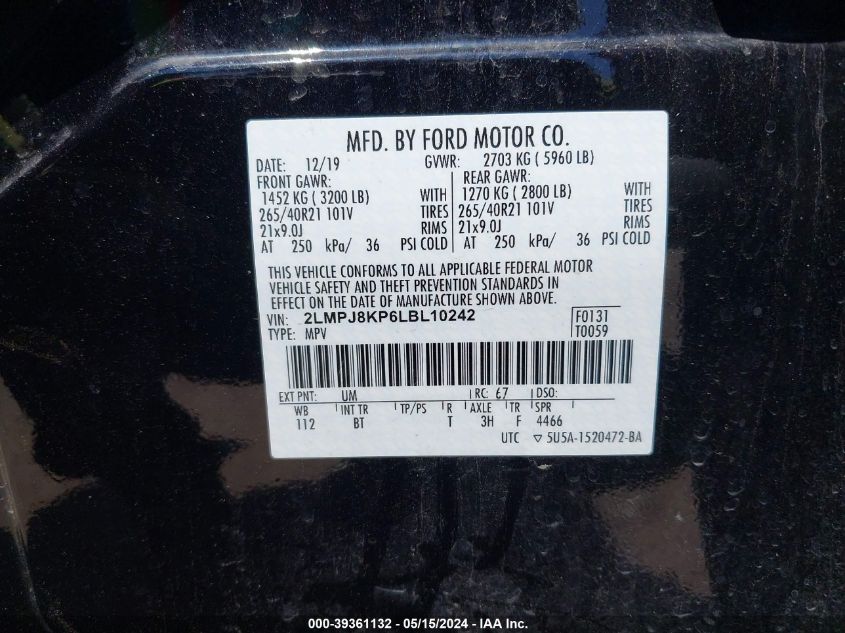 MFD. BY FORD MOTOR CO.
DATE: 12/19 GVWR: 2703 KG ( 5960 LB)
FRONT GAWR: REAR GAWR:
1452 KG ( 3200 LB) WITH 1270 KG ( 2800 LB) WITH
265/40R21 101V TIRES 265/40R21 101V TIRES
21x9.0J RIMS 21x9.0J RIMS
AT 250 kPa/ 36 PSI COLD AT 250 kPa/ 36 PSI COLD
THIS VEHICLE CONFORMS TO ALL APPLICABLE FEDERAL MOTOR
VEHICLE SAFETY AND THEFT PREVENTION STANDARDS IN
EFFECT ON THE DATE OF MANUFACTURE SHOWN ABOVE.
VIN: 2LMPJ8KP6LBL10242 F0131
TYPE: MPV T0059
EXT PNT: UM RC: 67 DSO:
WB INT TR TP/PS R AXLE TR SPR
112 BT T 3H F 4466
UTC ▽ 5U5A-1520472-BA
000-39361132 - 05/15/2024 - IAA Inc.